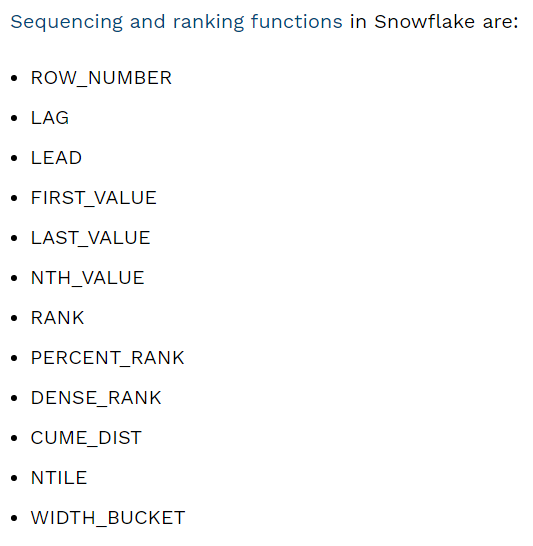 Sequencing and ranking functions in Snowflake are:
• ROW_NUMBER
• LAG
• LEAD
• FIRST_VALUE
• LAST_VALUE
• NTH_VALUE
• RANK
• PERCENT_RANK
• DENSE_RANK
• CUME_DIST
• NTILE
• WIDTH_BUCKET